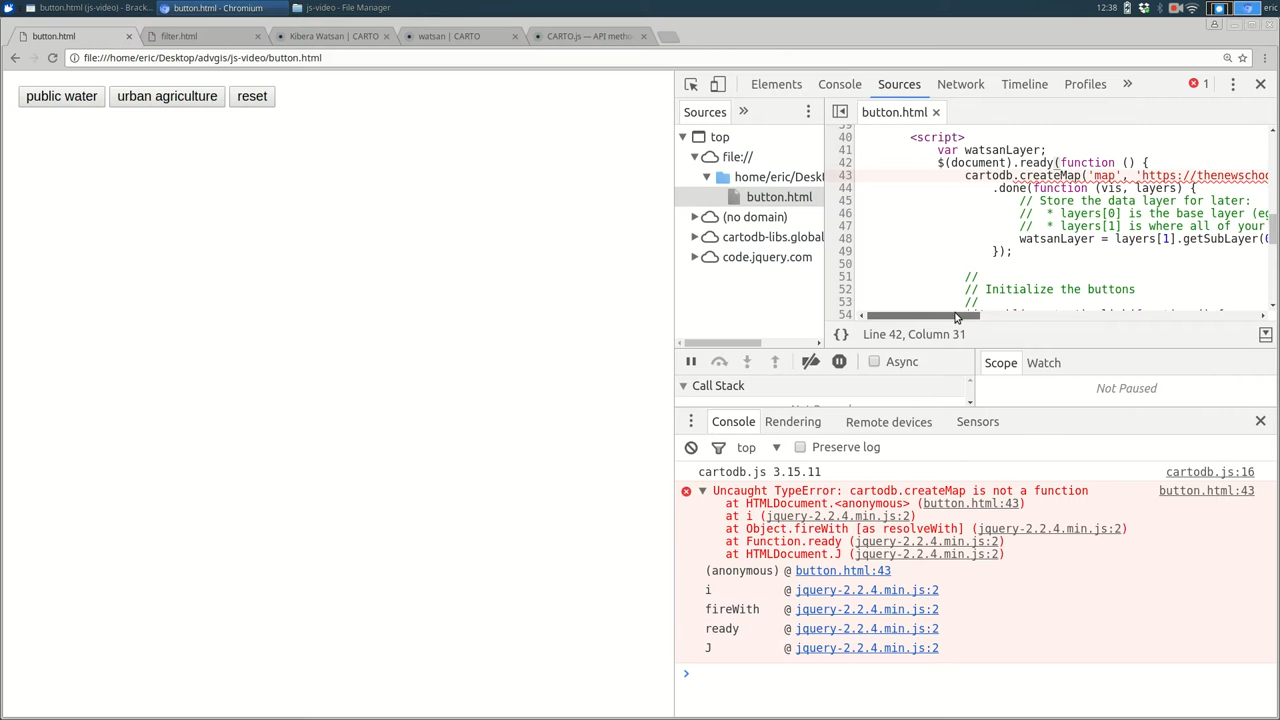 button.html (js-video) - Brack...
button.html - Chromium
js-video - File Manager
12:38
eric
button.html
filter.html
Kibera Watsan | CARTO
watsan | CARTO
CARTO.js — API metho
file:///home/eric/Desktop/advgis/js-video/button.html
public water
urban agriculture
reset
Elements
Console
Sources
Network
Timeline
Profiles
»
1
Sources
»
button.html
top
file://
home/eric/Deskt
button.html
(no domain)
cartodb-libs.global
code.jquery.com
39
40 <script>
41 var watsanLayer;
42 $(document).ready(function () {
43 cartodb.createMap('map', 'https://thenewschoo
44 .done(function (vis, layers) {
45 // Store the data layer for later:
46 // * layers[0] is the base layer (eg
47 // * layers[1] is where all of your
48 watsanLayer = layers[1].getSubLayer(0
49 });
50
51 //
52 // Initialize the buttons
53 //
54
{} Line 42, Column 31
Async
Scope
Watch
Call Stack
Not Paused
Console
Rendering
Remote devices
Sensors
top
Preserve log
cartodb.js 3.15.11 cartodb.js:16
Uncaught TypeError: cartodb.createMap is not a function button.html:43
at HTMLDocument.<anonymous> (button.html:43)
at i (jquery-2.2.4.min.js:2)
at Object.fireWith [as resolveWith] (jquery-2.2.4.min.js:2)
at Function.ready (jquery-2.2.4.min.js:2)
at HTMLDocument.J (jquery-2.2.4.min.js:2)
(anonymous) @ button.html:43
i @ jquery-2.2.4.min.js:2
fireWith @ jquery-2.2.4.min.js:2
ready @ jquery-2.2.4.min.js:2
J @ jquery-2.2.4.min.js:2
>